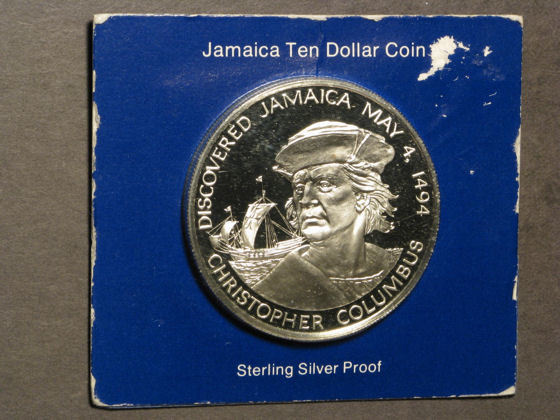 Jamaica Ten Dollar Coin
DISCOVERED JAMAICA MAY 4, 1494
CHRISTOPHER COLUMBUS
Sterling Silver Proof